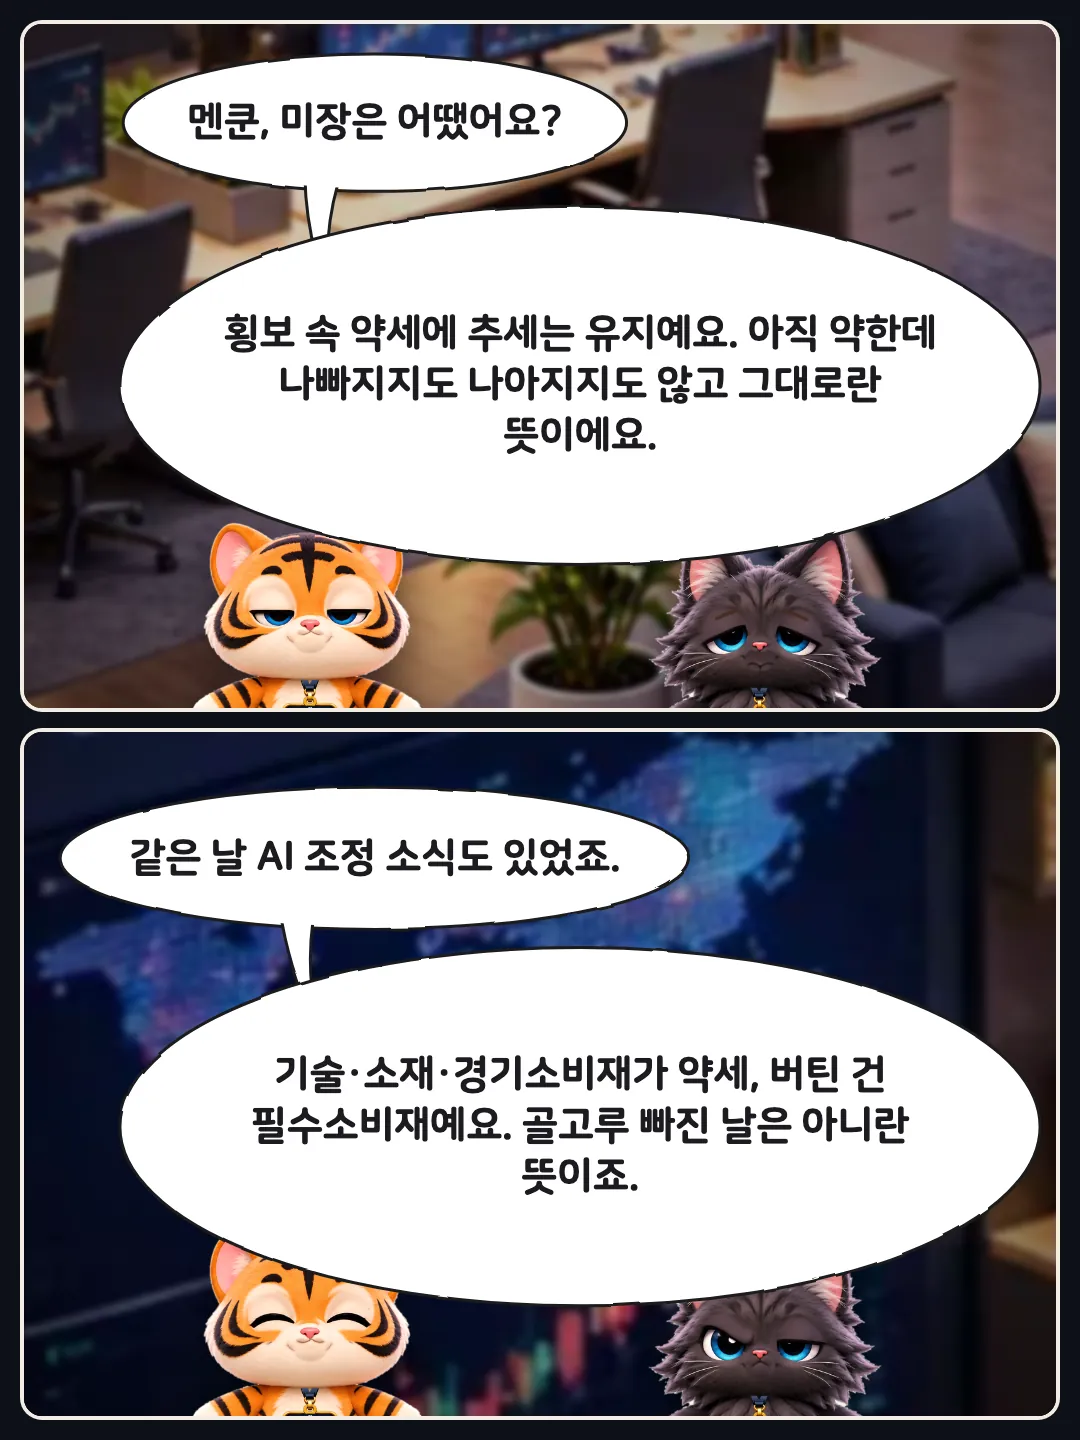 멘쿤, 미장은 어땠어요?
횡보 속 약세에 추세는 유지예요. 아직 약한데
나빠지지도 나아지지도 않고 그대로란
뜻이에요.
같은 날 AI 조정 소식도 있었죠.
기술·소재·경기소비재가 약세, 버틴 건
필수소비재예요. 골고루 빠진 날은 아니란
뜻이죠.